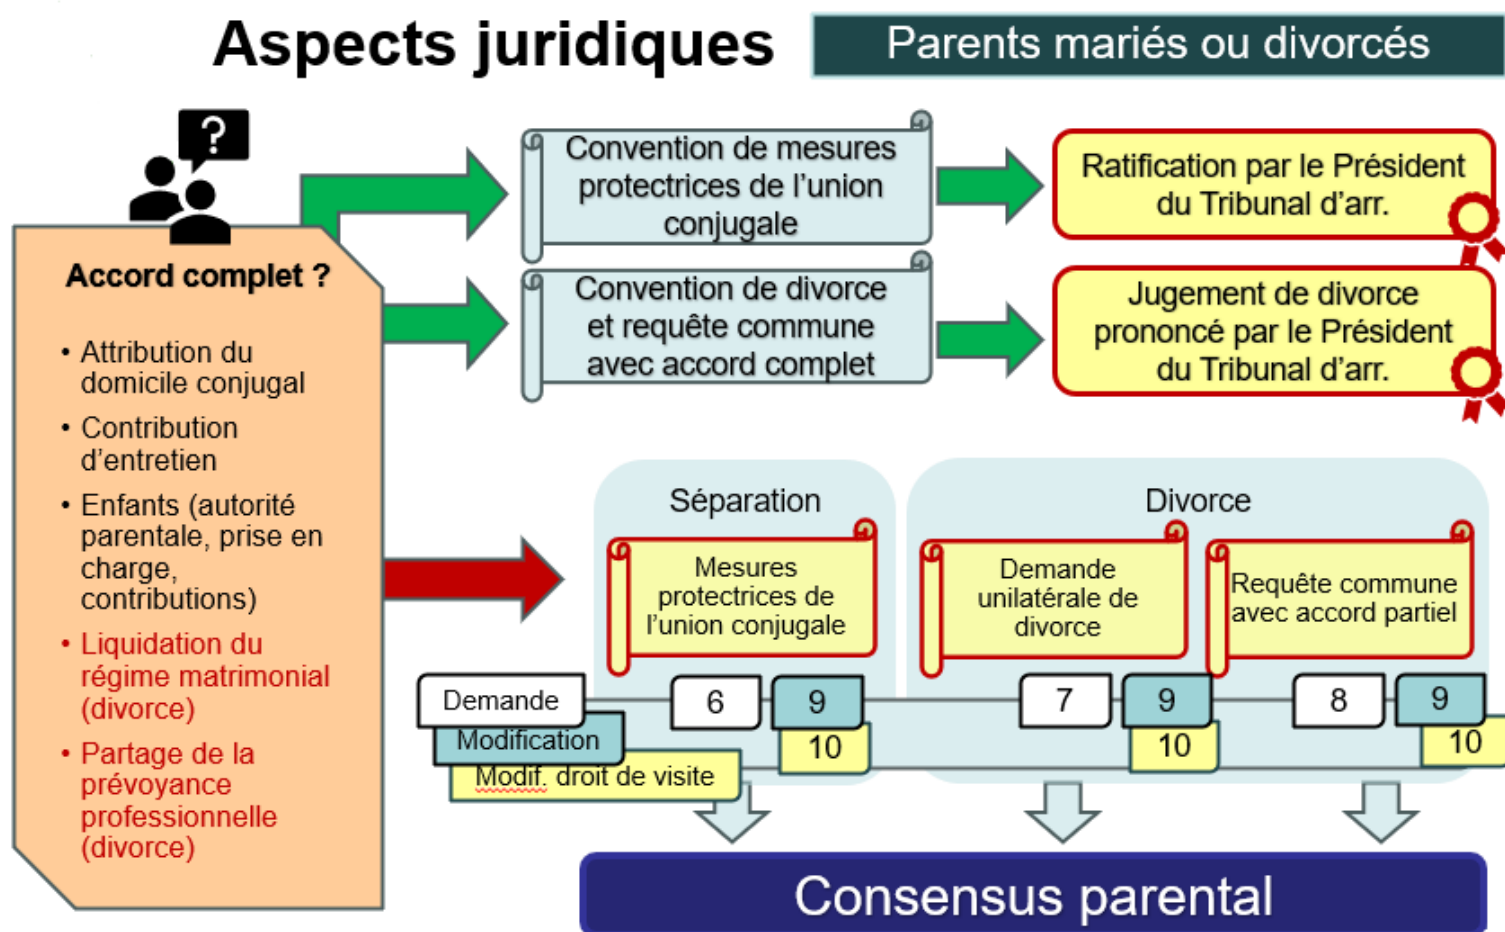 Aspects juridiques
Parents mariés ou divorcés
?
Accord complet ?
• Attribution du
domicile conjugal
• Contribution
d’entretien
• Enfants (autorité
parentale, prise en
charge,
contributions)
• Liquidation du
régime matrimonial
(divorce)
• Partage de la
prévoyance
professionnelle
(divorce)
Convention de mesures
protectrices de l’union
conjugale
Ratification par le Président
du Tribunal d’arr.
Convention de divorce
et requête commune
avec accord complet
Jugement de divorce
prononcé par le Président
du Tribunal d’arr.
Séparation
Mesures
protectrices de
l’union conjugale
Divorce
Demande
unilatérale de
divorce
Requête commune
avec accord partiel
Demande
6
9
7
9
8
9
Modification
10
10
10
Modif. droit de visite
Consensus parental